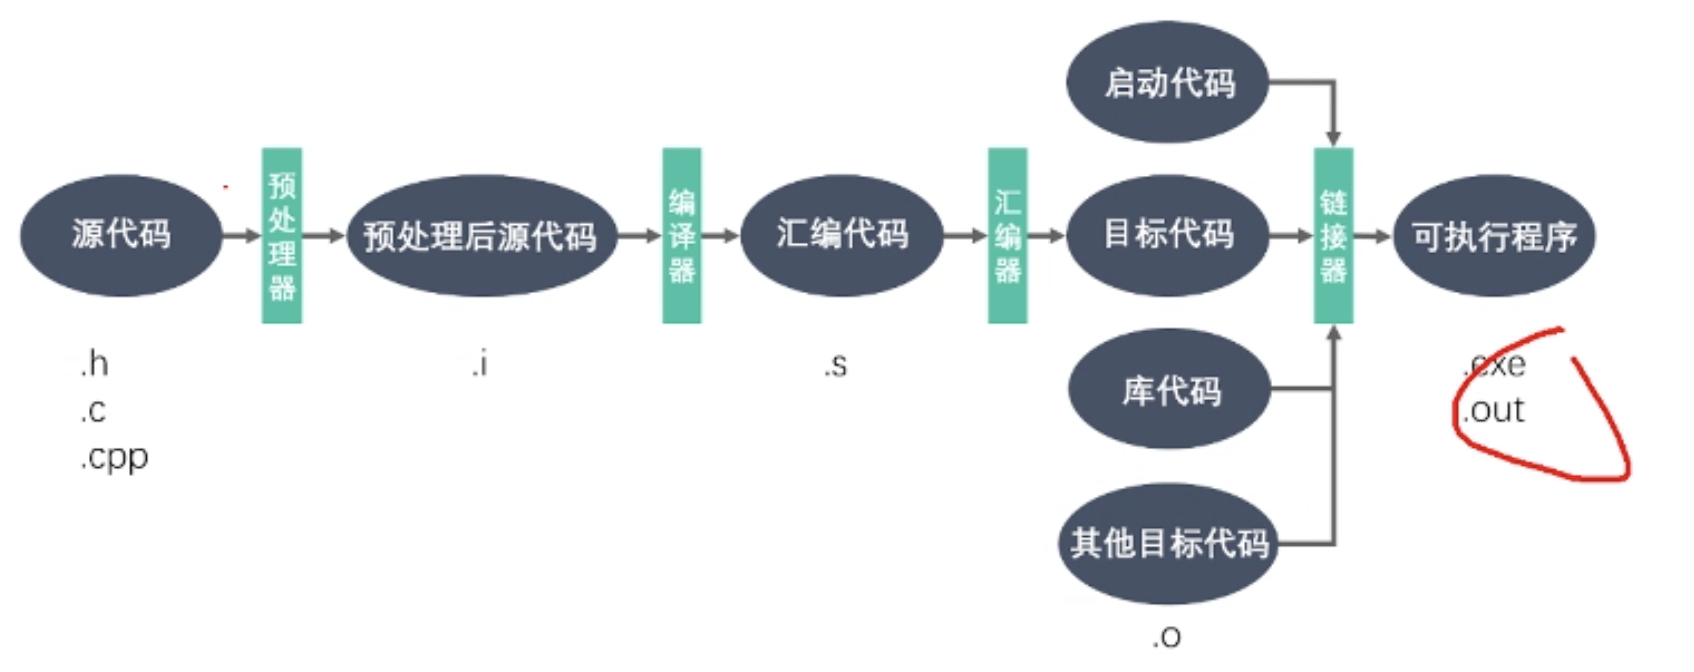 启动代码
源代码
预处理器
预处理后源代码
编译器
汇编代码
汇编器
目标代码
链接器
可执行程序
.h
.c
.cpp
.i
.s
库代码
.exe
.out
其他目标代码
.o